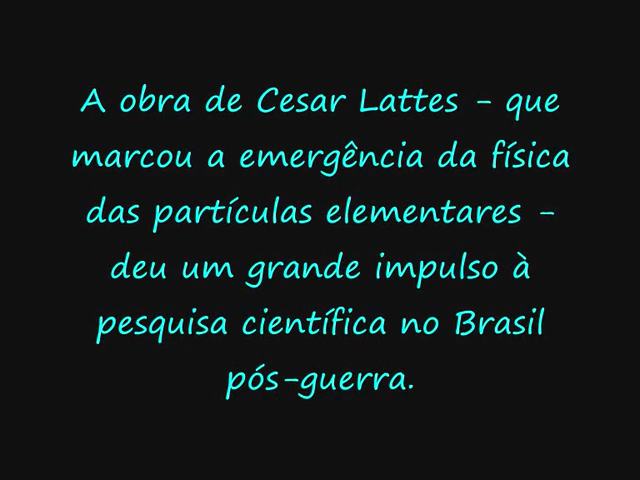 A obra de Cesar Lattes - que
marcou a emergência da física
das partículas elementares -
deu um grande impulso à
pesquisa científica no Brasil
pós-guerra.